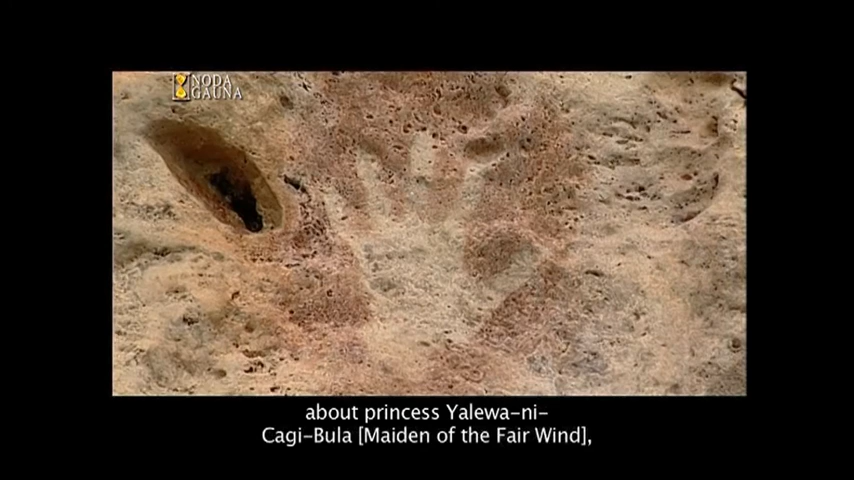 NODA
GAUNA
about princess Yalewa-ni-
Cagi-Bula [Maiden of the Fair Wind],